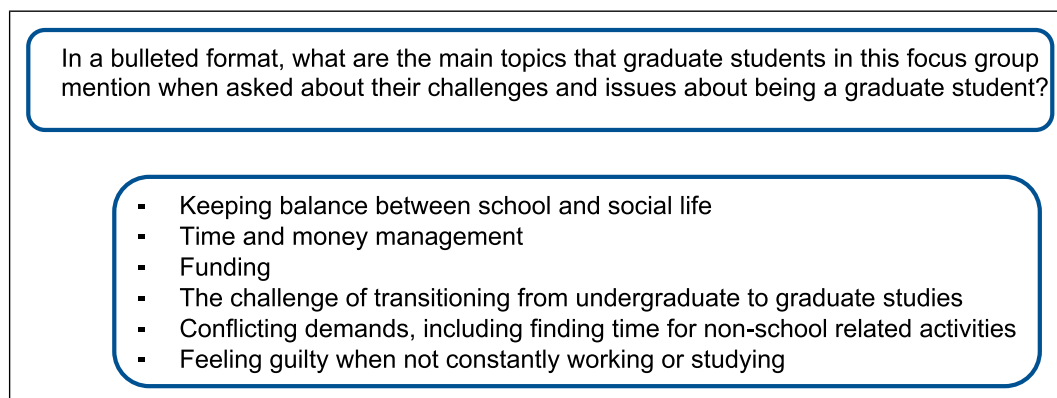 In a bulleted format, what are the main topics that graduate students in this focus group
mention when asked about their challenges and issues about being a graduate student?
- Keeping balance between school and social life
- Time and money management
- Funding
- The challenge of transitioning from undergraduate to graduate studies
- Conflicting demands, including finding time for non-school related activities
- Feeling guilty when not constantly working or studying